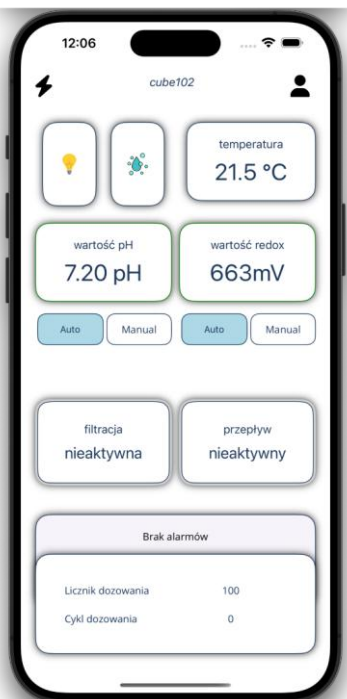 12:06
cube102
temperatura
21.5 °C
wartość pH
7.20 pH
wartość redox
663mV
Auto
Manual
Auto
Manual
filtracja
nieaktywna
przepływ
nieaktywny
Brak alarmów
Licznik dozowania 100
Cykl dozowania 0